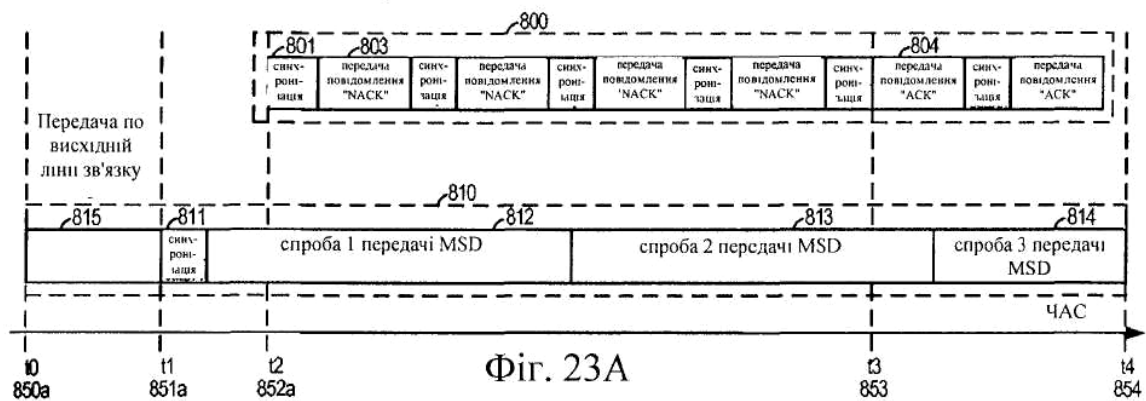 800
801
803
804
синх-
роні-
зація
передача
повідомлення
"NACK"
синх-
роні-
зація
передача
повідомлення
"NACK"
синх-
роні-
зація
передача
повідомлення
'NACK"
синх-
роні-
зація
передача
повідомлення
"NACK"
синх-
роні-
зація
передача
повідомлення
"ACK"
синх-
роні-
зація
передача
повідомлення
"ACK"
Передача по
висхідній
лінії зв'язку
810
815
811
812
813
814
синх-
роні-
зація
спроба 1 передачі MSD
спроба 2 передачі MSD
спроба 3 передачі
MSD
ЧАС
t0
850a
t1
851a
t2
852a
Фіг. 23А
t3
853
t4
854